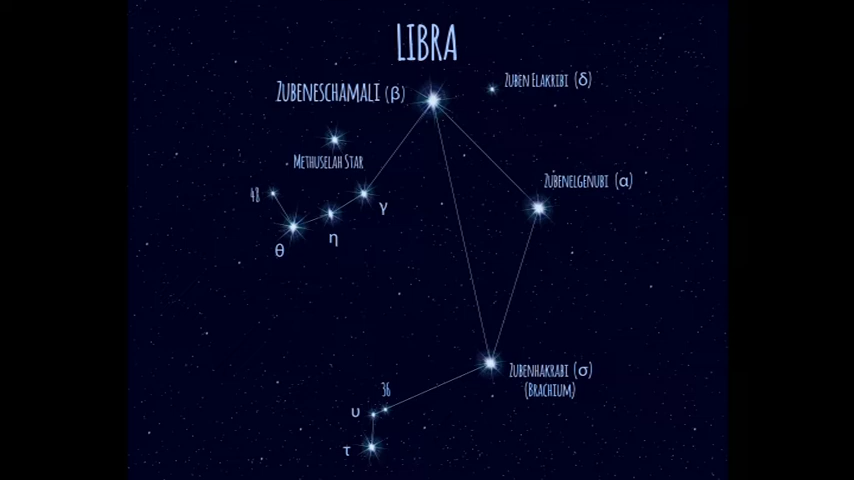 LIBRA
ZUBEN ELAKRIBI (δ)
ZUBENESCHAMALI (β)
METHUSELAH STAR
ZUBENELGENUBI (α)
48
γ
η
θ
ZUBENHAKRABI (σ)
(BRACHIUM)
36
υ
τ